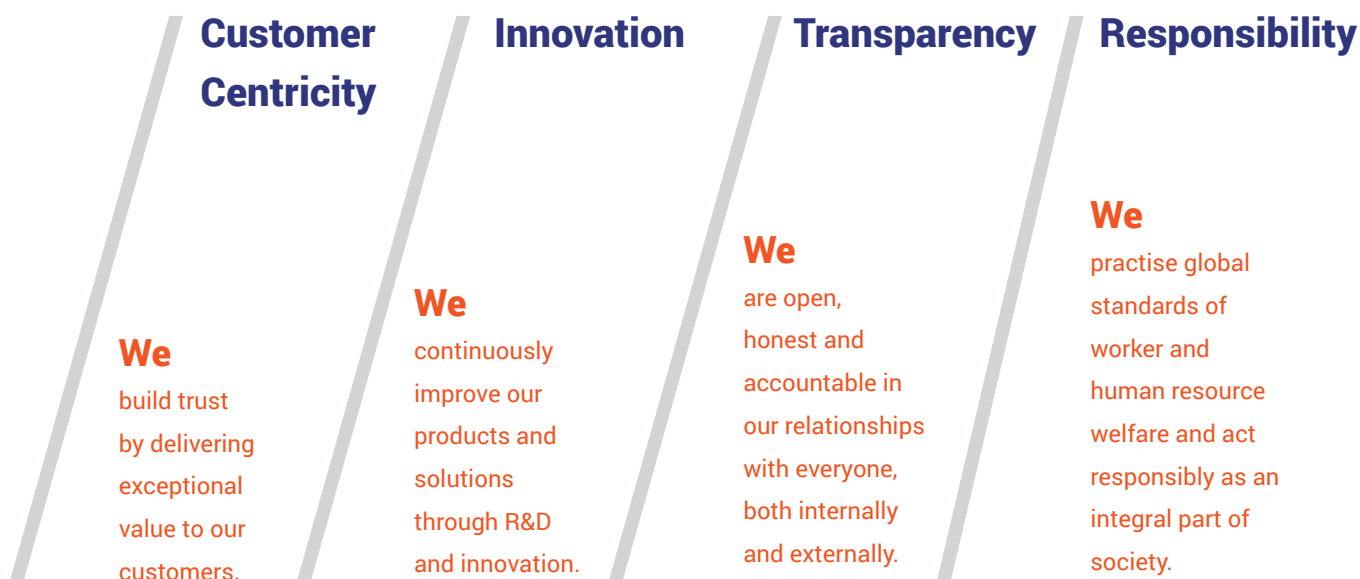 Customer
Centricity
We
build trust
by delivering
exceptional
value to our
customers.
Innovation
We
continuously
improve our
products and
solutions
through R&D
and innovation.
Transparency
We
are open,
honest and
accountable in
our relationships
with everyone,
both internally
and externally.
Responsibility
We
practise global
standards of
worker and
human resource
welfare and act
responsibly as an
integral part of
society.